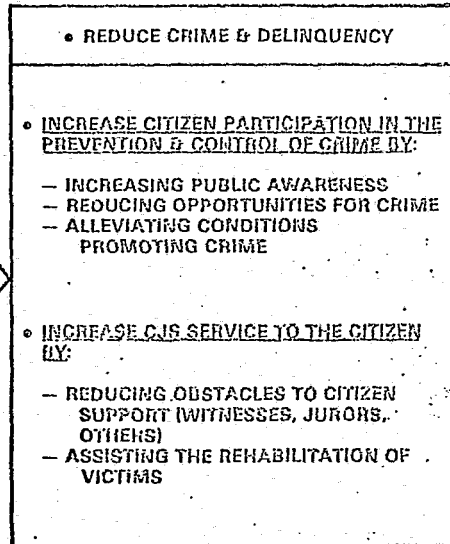 • REDUCE CRIME & DELINQUENCY
• INCREASE CITIZEN PARTICIPATION IN THE
PREVENTION & CONTROL OF CRIME BY:
— INCREASING PUBLIC AWARENESS
— REDUCING OPPORTUNITIES FOR CRIME
— ALLEVIATING CONDITIONS
PROMOTING CRIME
• INCREASE CJS SERVICE TO THE CITIZEN
BY:
— REDUCING OBSTACLES TO CITIZEN
SUPPORT (WITNESSES, JURORS,
OTHERS)
— ASSISTING THE REHABILITATION OF
VICTIMS